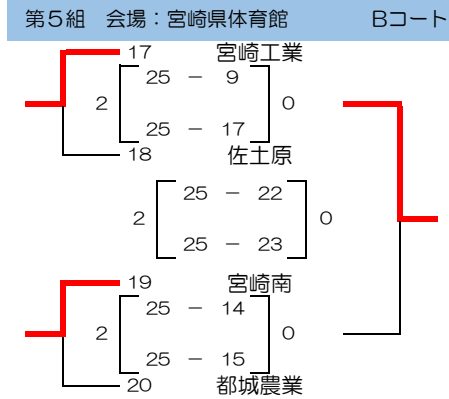 第5組 会場：宮崎県体育館 Bコート
17 宮崎工業
25 － 9
2 0
25 － 17
18 佐土原
25 － 22
2 0
25 － 23
19 宮崎南
25 － 14
2 0
25 － 15
20 都城農業